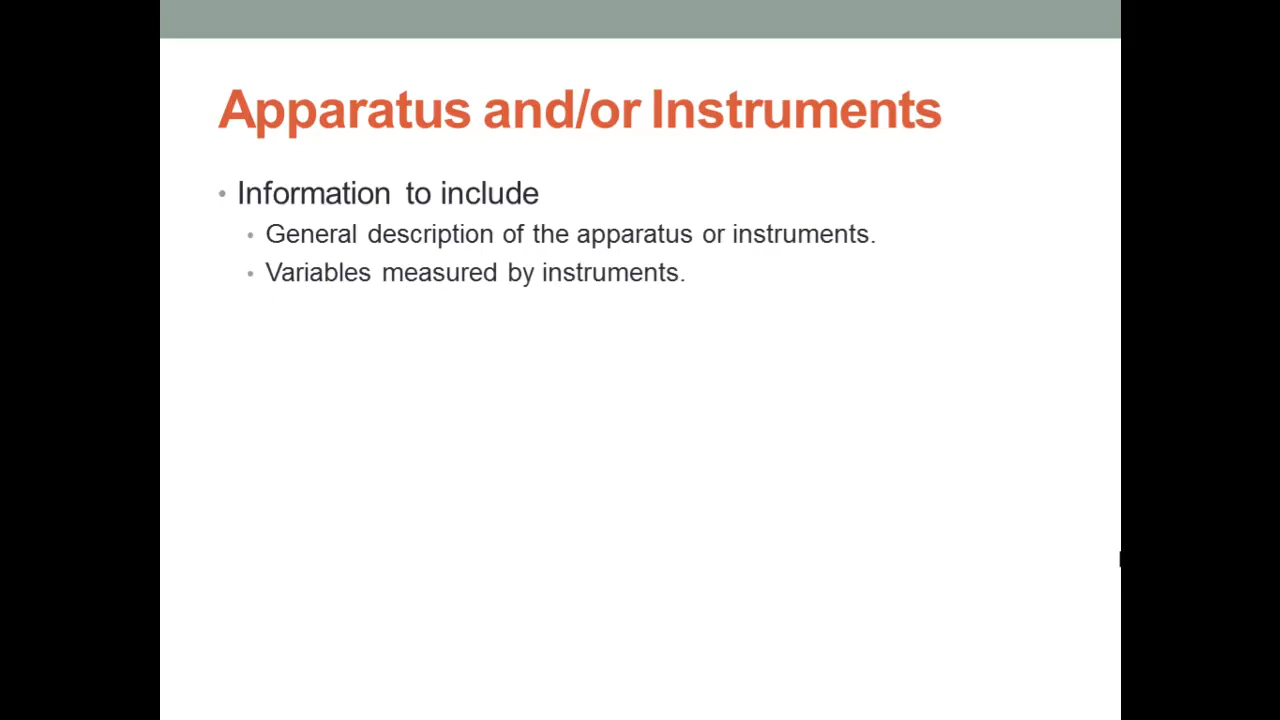 Apparatus and/or Instruments
• Information to include
• General description of the apparatus or instruments.
• Variables measured by instruments.